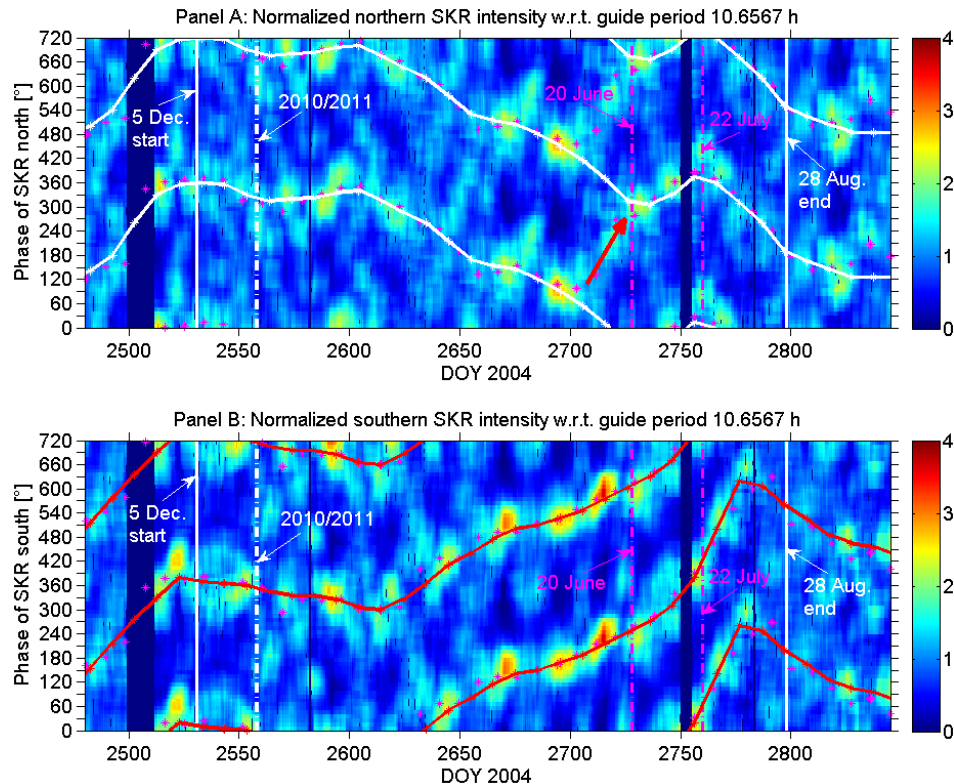 Panel A: Normalized northern SKR intensity w.r.t. guide period 10.6567 h
Phase of SKR north [°]
720
660
600
540
480
420
360
300
240
180
120
60
0
5 Dec.
start
2010/2011
20 June
22 July
28 Aug.
end
4
3
2
1
0
2500 2550 2600 2650 2700 2750 2800
DOY 2004
Panel B: Normalized southern SKR intensity w.r.t. guide period 10.6567 h
Phase of SKR south [°]
720
660
600
540
480
420
360
300
240
180
120
60
0
5 Dec.
start
2010/2011
20 June
22 July
28 Aug.
end
4
3
2
1
0
2500 2550 2600 2650 2700 2750 2800
DOY 2004